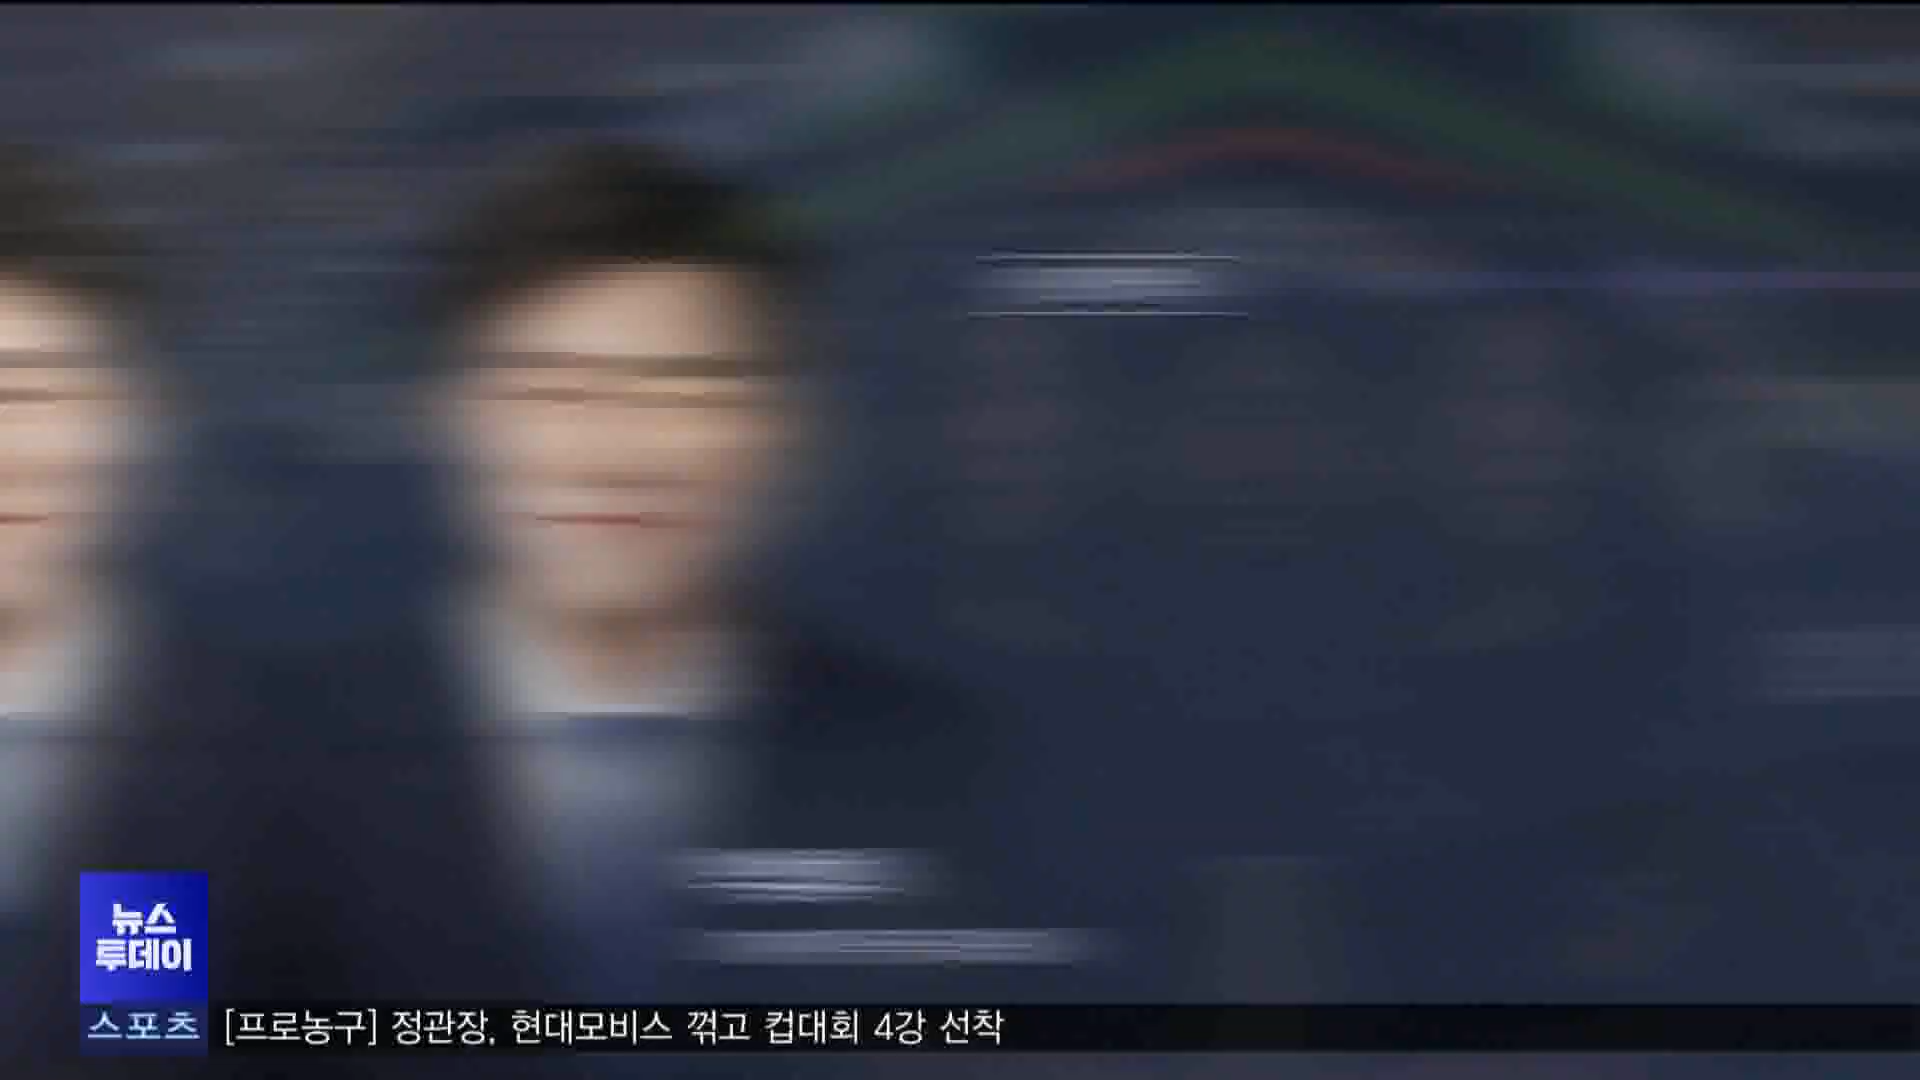 뉴스
투데이
스포츠 [프로농구] 정관장, 현대모비스 꺾고 컵대회 4강 선착